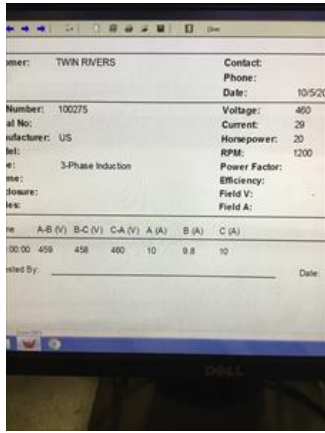 Close
omer: TWIN RIVERS Contact:
Phone:
Date: 10/5/20
Number: 100275 Voltage: 460
al No: Current: 29
ufacturer: US Horsepower: 20
del: RPM: 1200
e: 3-Phase Induction Power Factor:
me: Efficiency:
closure: Field V:
les: Field A:
ne A-B (V) B-C (V) C-A (V) A (A) B (A) C (A)
00:00 459 458 460 10 9.8 10
ested By: Date:
DELL